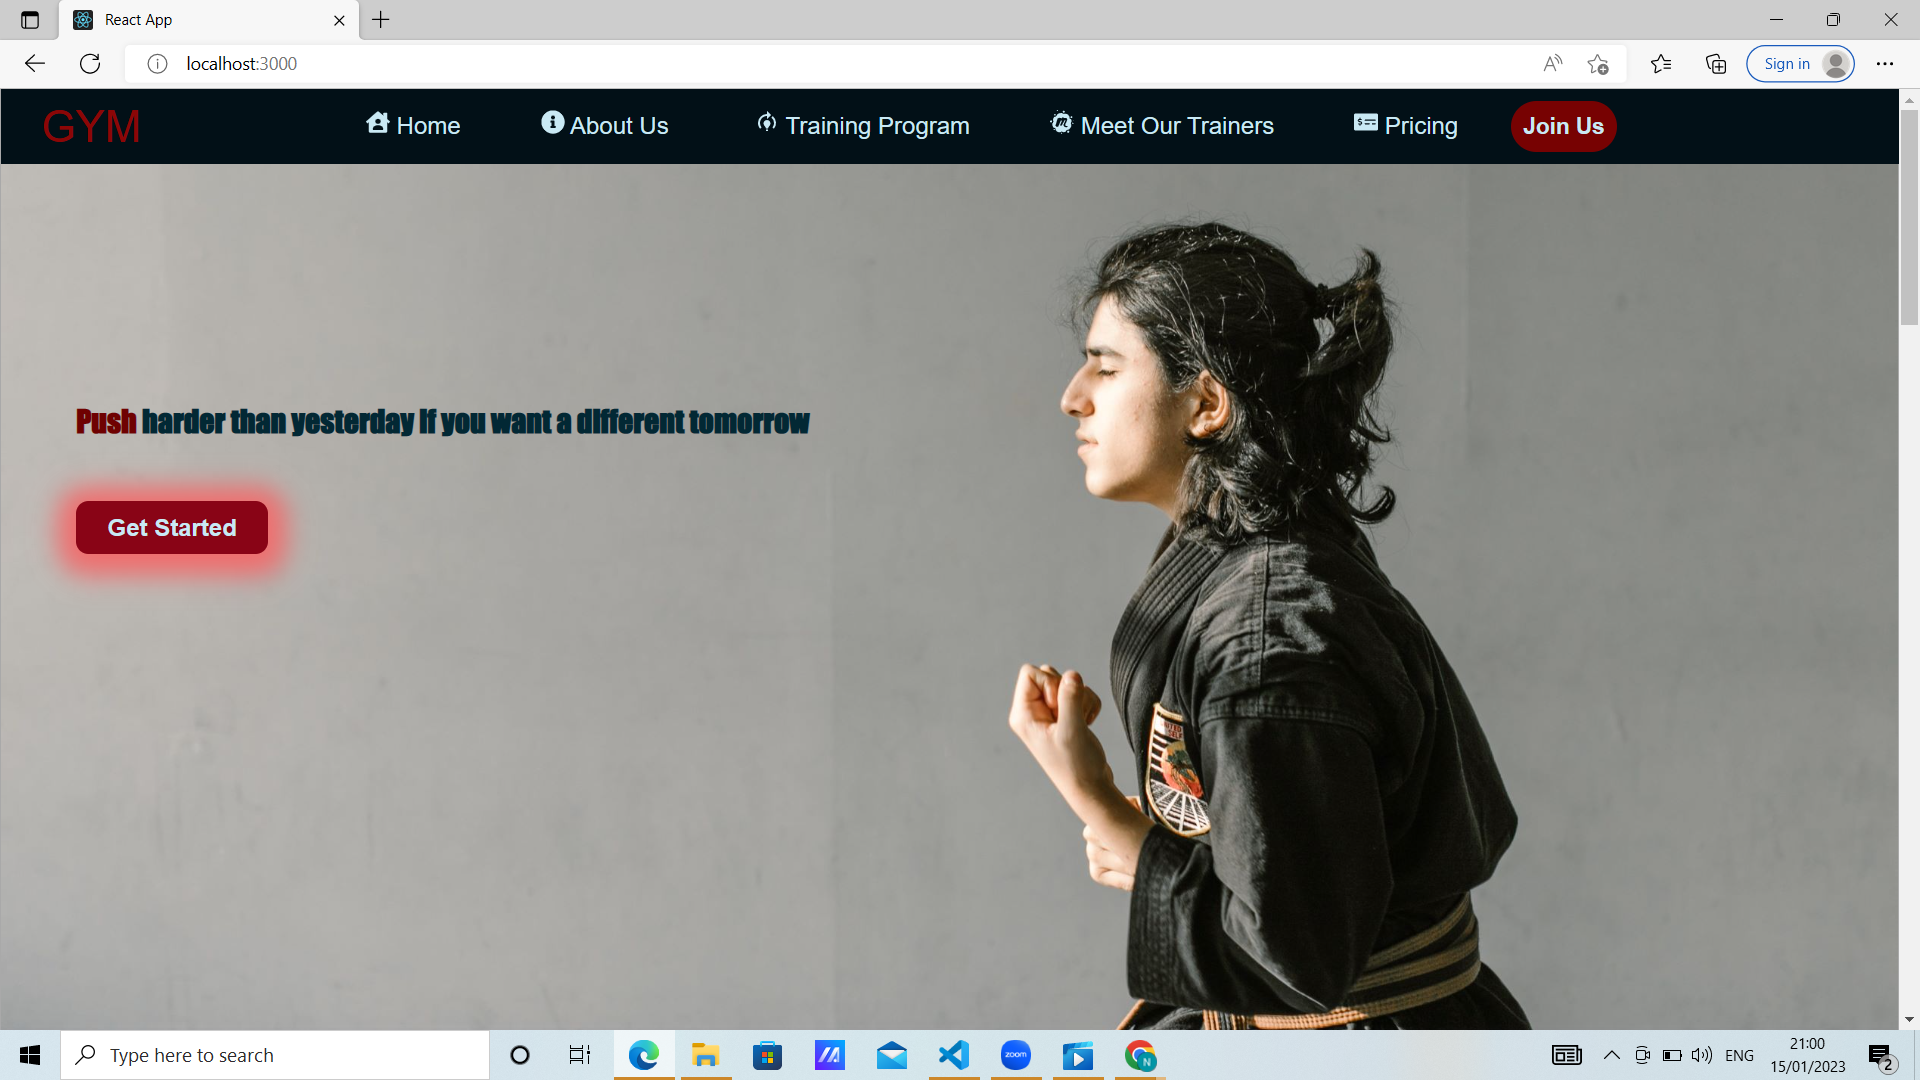 React App
localhost:3000
Sign in
GYM
Home
About Us
Training Program
Meet Our Trainers
Pricing
Join Us
Push harder than yesterday if you want a different tomorrow
Get Started
Type here to search
zoom
N
ENG
21:00
15/01/2023
2